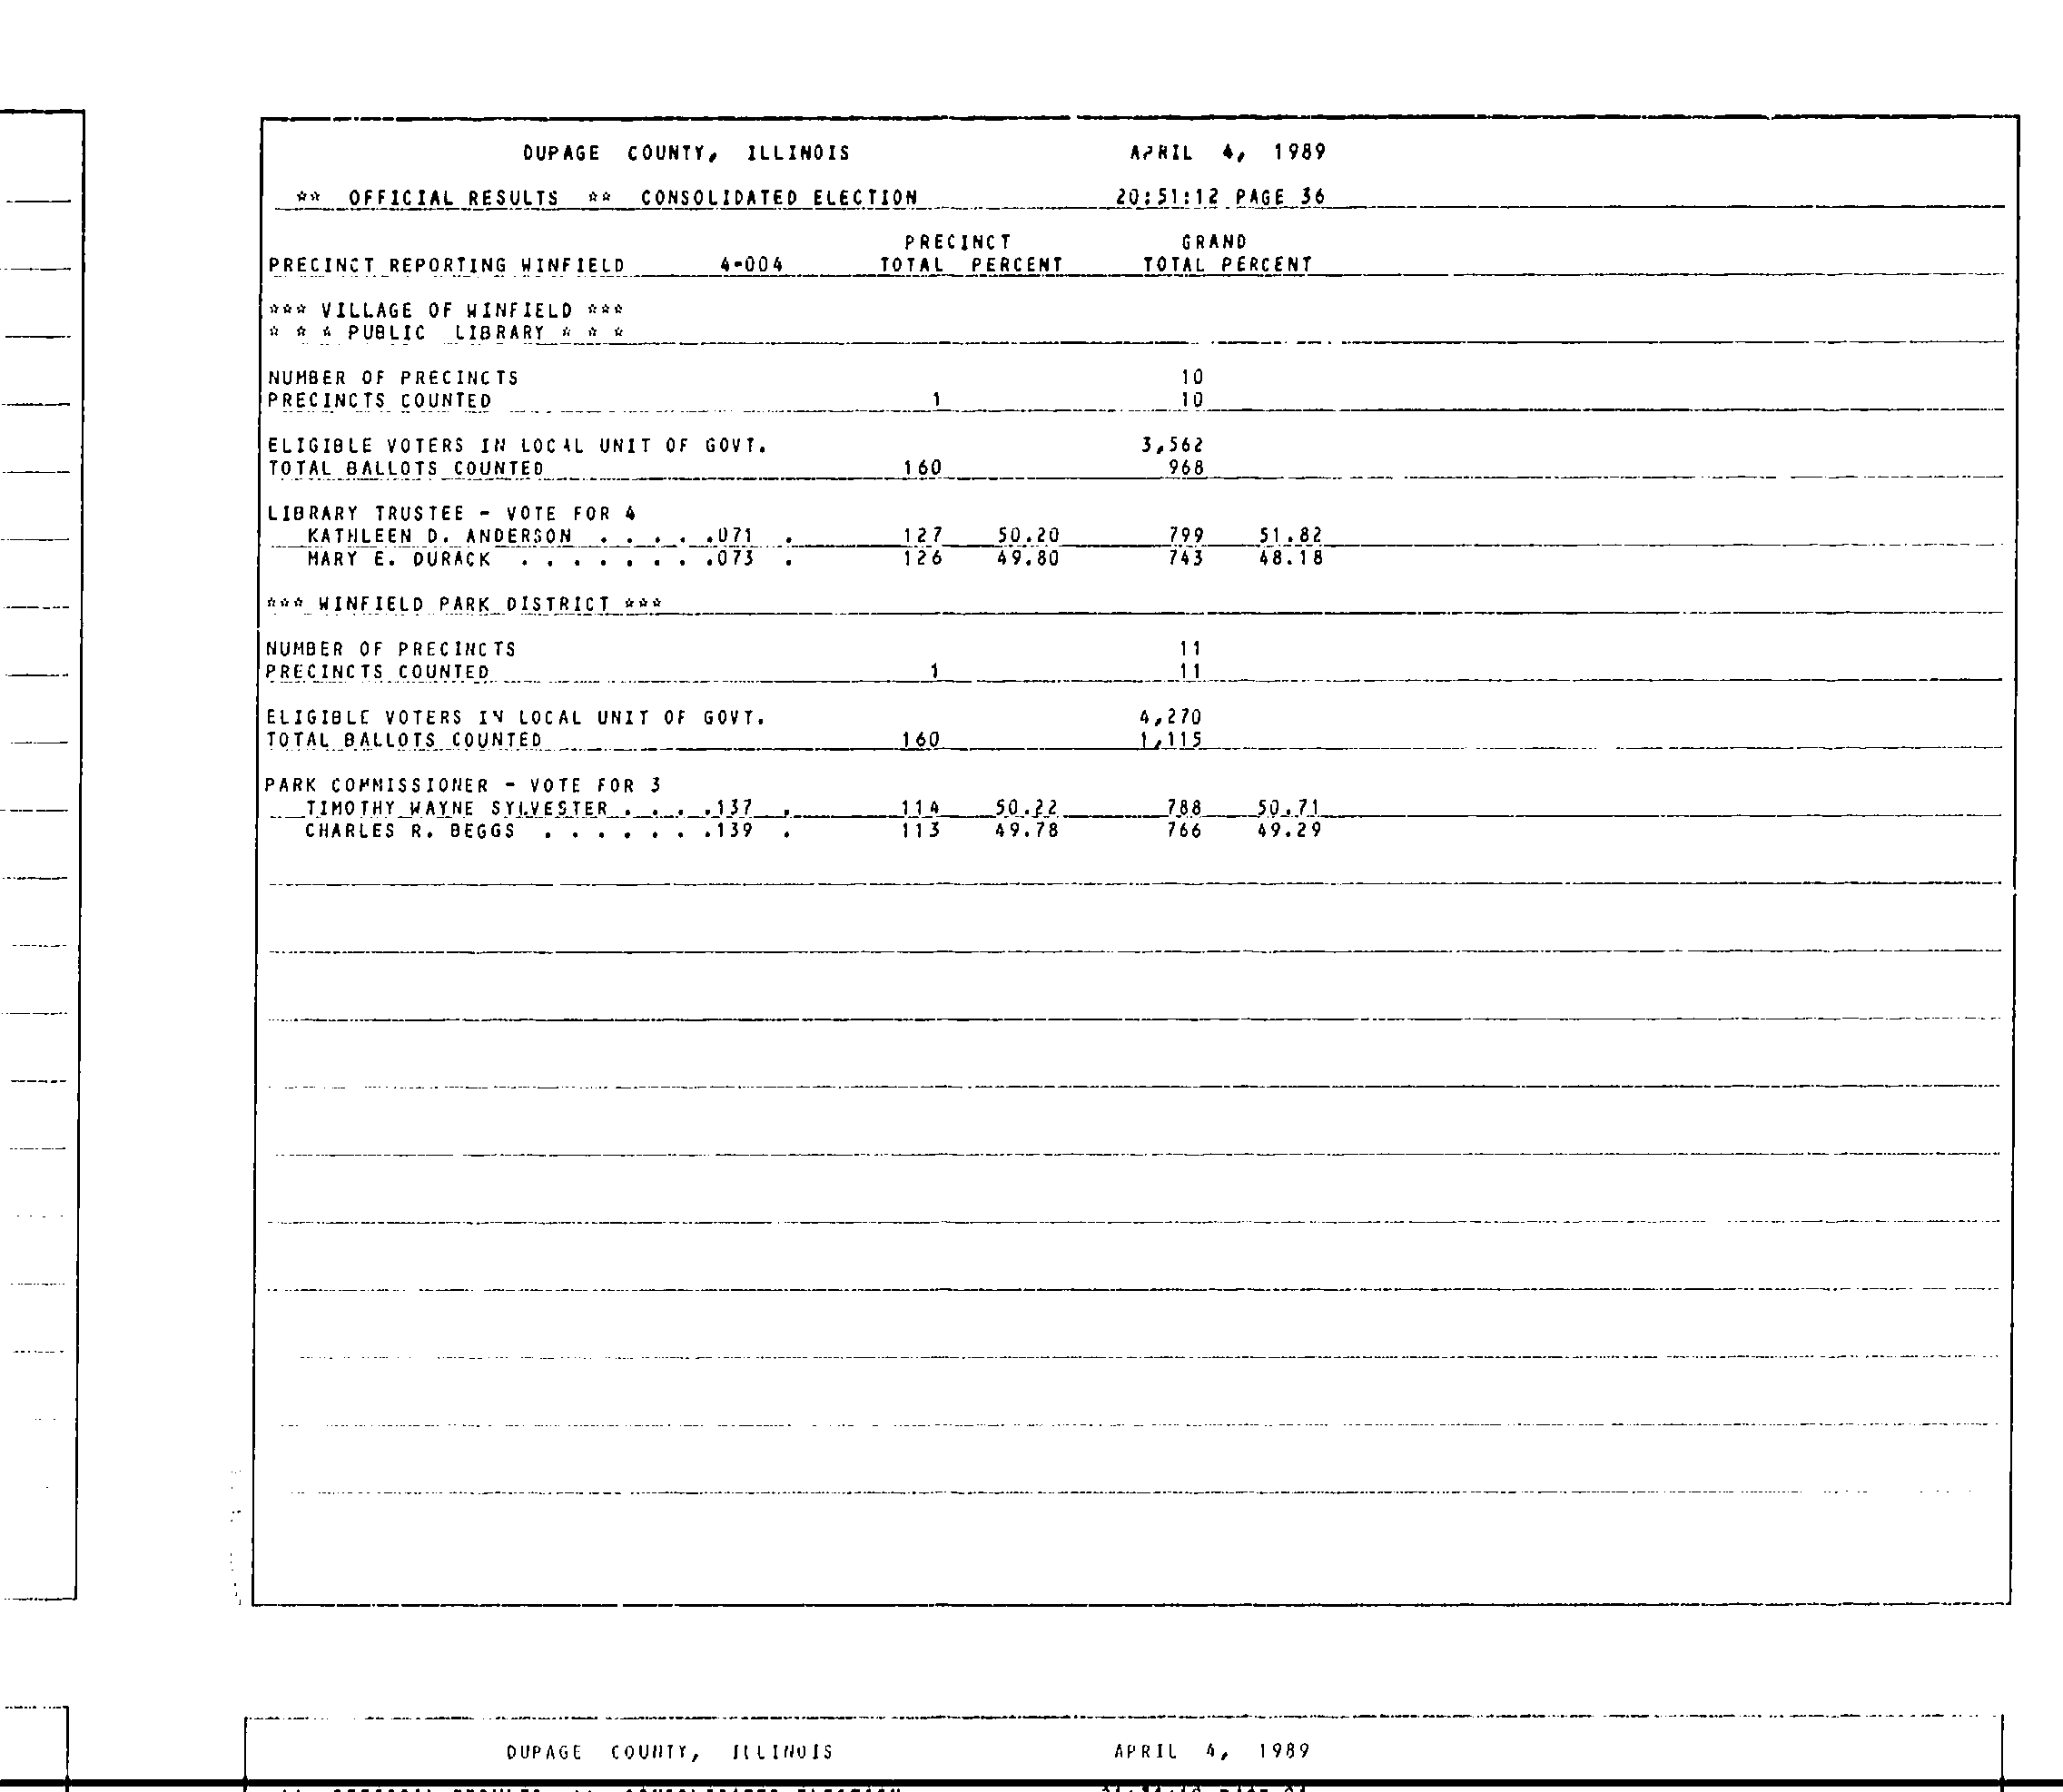 DUPAGE COUNTY, ILLINOIS APRIL 4, 1989
** OFFICIAL RESULTS ** CONSOLIDATED ELECTION 20:51:12 PAGE 36
PRECINCT GRAND
PRECINCT REPORTING WINFIELD 4-004 TOTAL PERCENT TOTAL PERCENT
*** VILLAGE OF WINFIELD ***
* * * PUBLIC LIBRARY * * *
NUMBER OF PRECINCTS 10
PRECINCTS COUNTED 1 10
ELIGIBLE VOTERS IN LOCAL UNIT OF GOVT. 3,562
TOTAL BALLOTS COUNTED 160 968
LIBRARY TRUSTEE - VOTE FOR 4
KATHLEEN D. ANDERSON . . . . .071 . 127 50.20 799 51.82
MARY E. DURACK . . . . . . . .073 . 126 49.80 743 48.18
*** WINFIELD PARK DISTRICT ***
NUMBER OF PRECINCTS 11
PRECINCTS COUNTED 1 11
ELIGIBLE VOTERS IN LOCAL UNIT OF GOVT. 4,270
TOTAL BALLOTS COUNTED 160 1,115
PARK COMMISSIONER - VOTE FOR 3
TIMOTHY WAYNE SYLVESTER . . . .137 . 114 50.22 788 50.71
CHARLES R. BEGGS . . . . . . .139 . 113 49.78 766 49.29
DUPAGE COUNTY, ILLINOIS APRIL 4, 1989